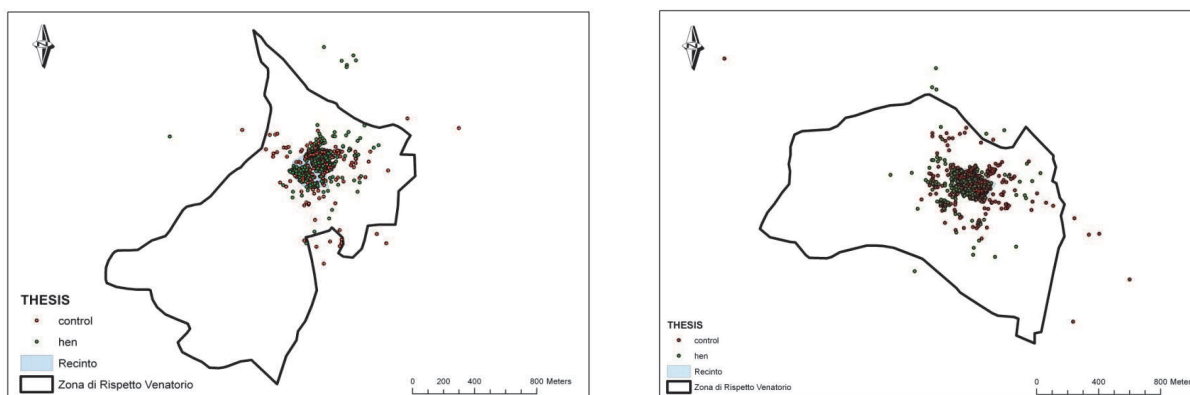 THESIS
control
hen
Recinto
Zona di Rispetto Venatorio
0 200 400 800 Meters
THESIS
control
hen
Recinto
Zona di Rispetto Venatorio
0 400 800 Meters